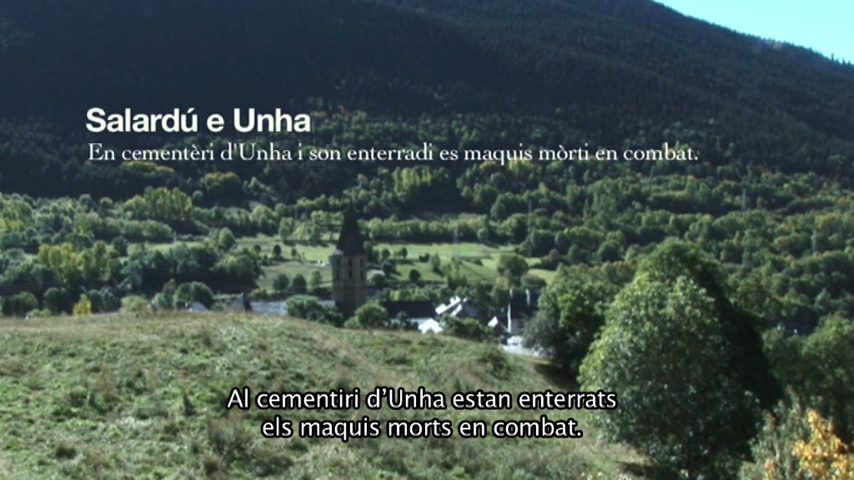 Salardú e Unha
En cementèri d'Unha i son enterradi es maquis mòrti en combat.
Al cementiri d’Unha estan enterrats
els maquis morts en combat.